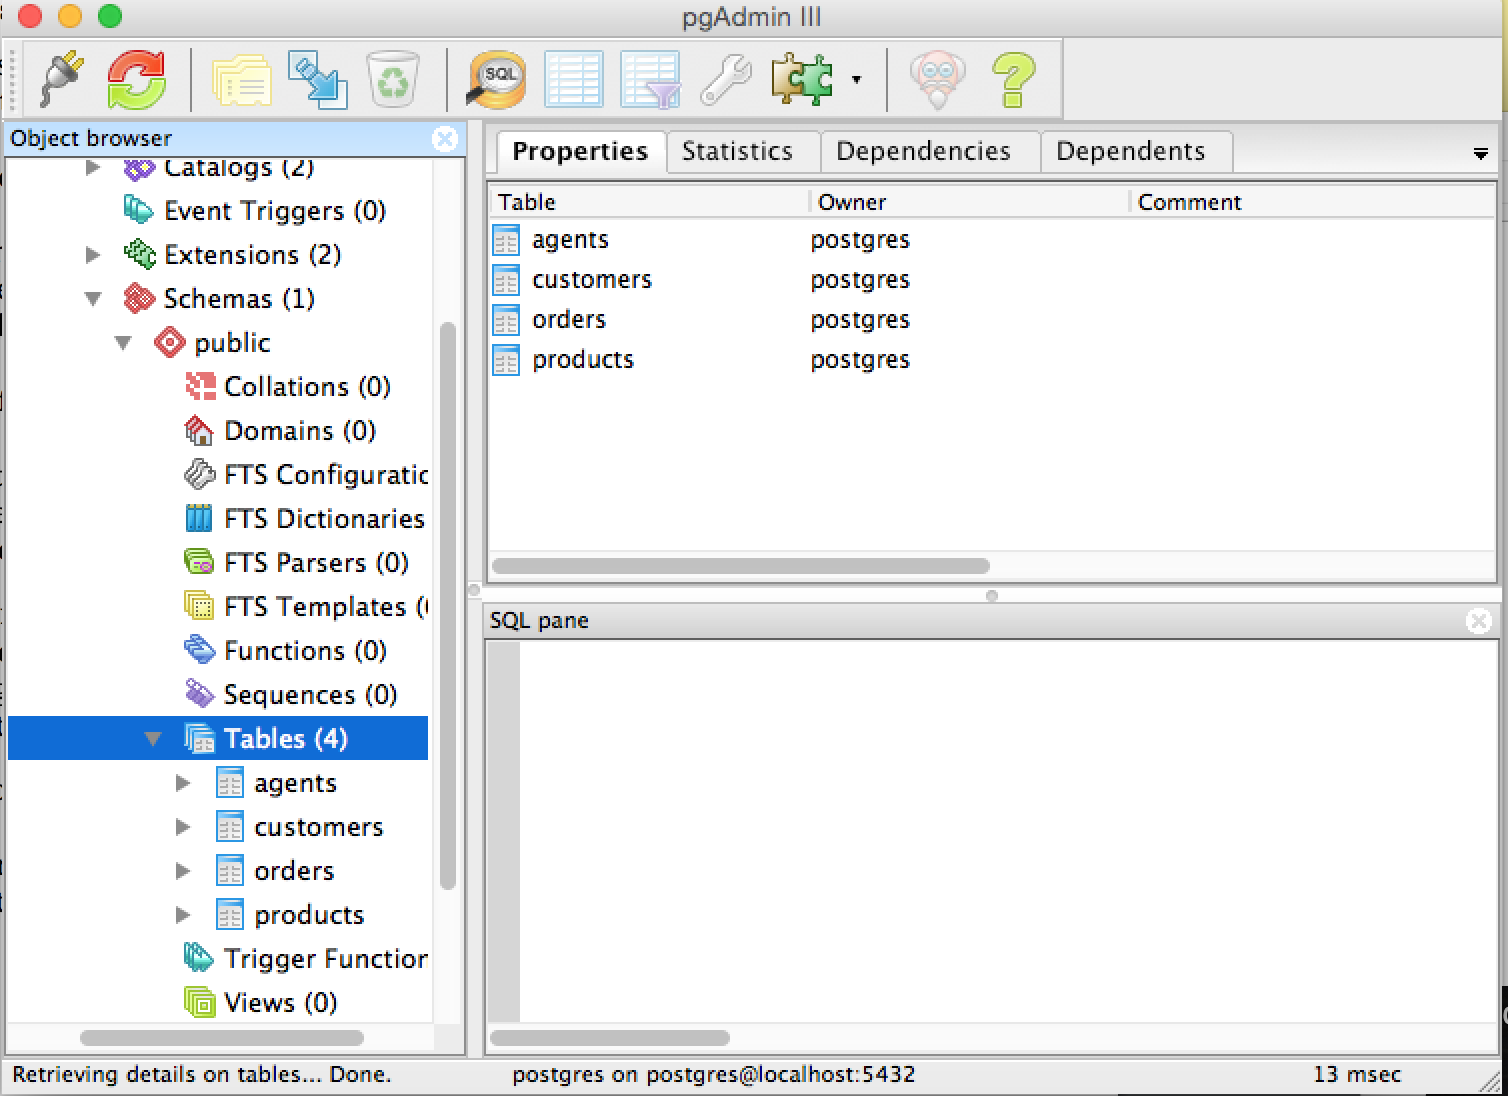 pgAdmin III
SQL
Object browser
Catalogs (2)
Event Triggers (0)
Extensions (2)
Schemas (1)
public
Collations (0)
Domains (0)
FTS Configuratic
FTS Dictionaries
FTS Parsers (0)
FTS Templates (
Functions (0)
Sequences (0)
Tables (4)
agents
customers
orders
products
Trigger Function
Views (0)
Properties Statistics Dependencies Dependents
Table Owner Comment
agents postgres
customers postgres
orders postgres
products postgres
SQL pane
Retrieving details on tables... Done. postgres on postgres@localhost:5432 13 msec